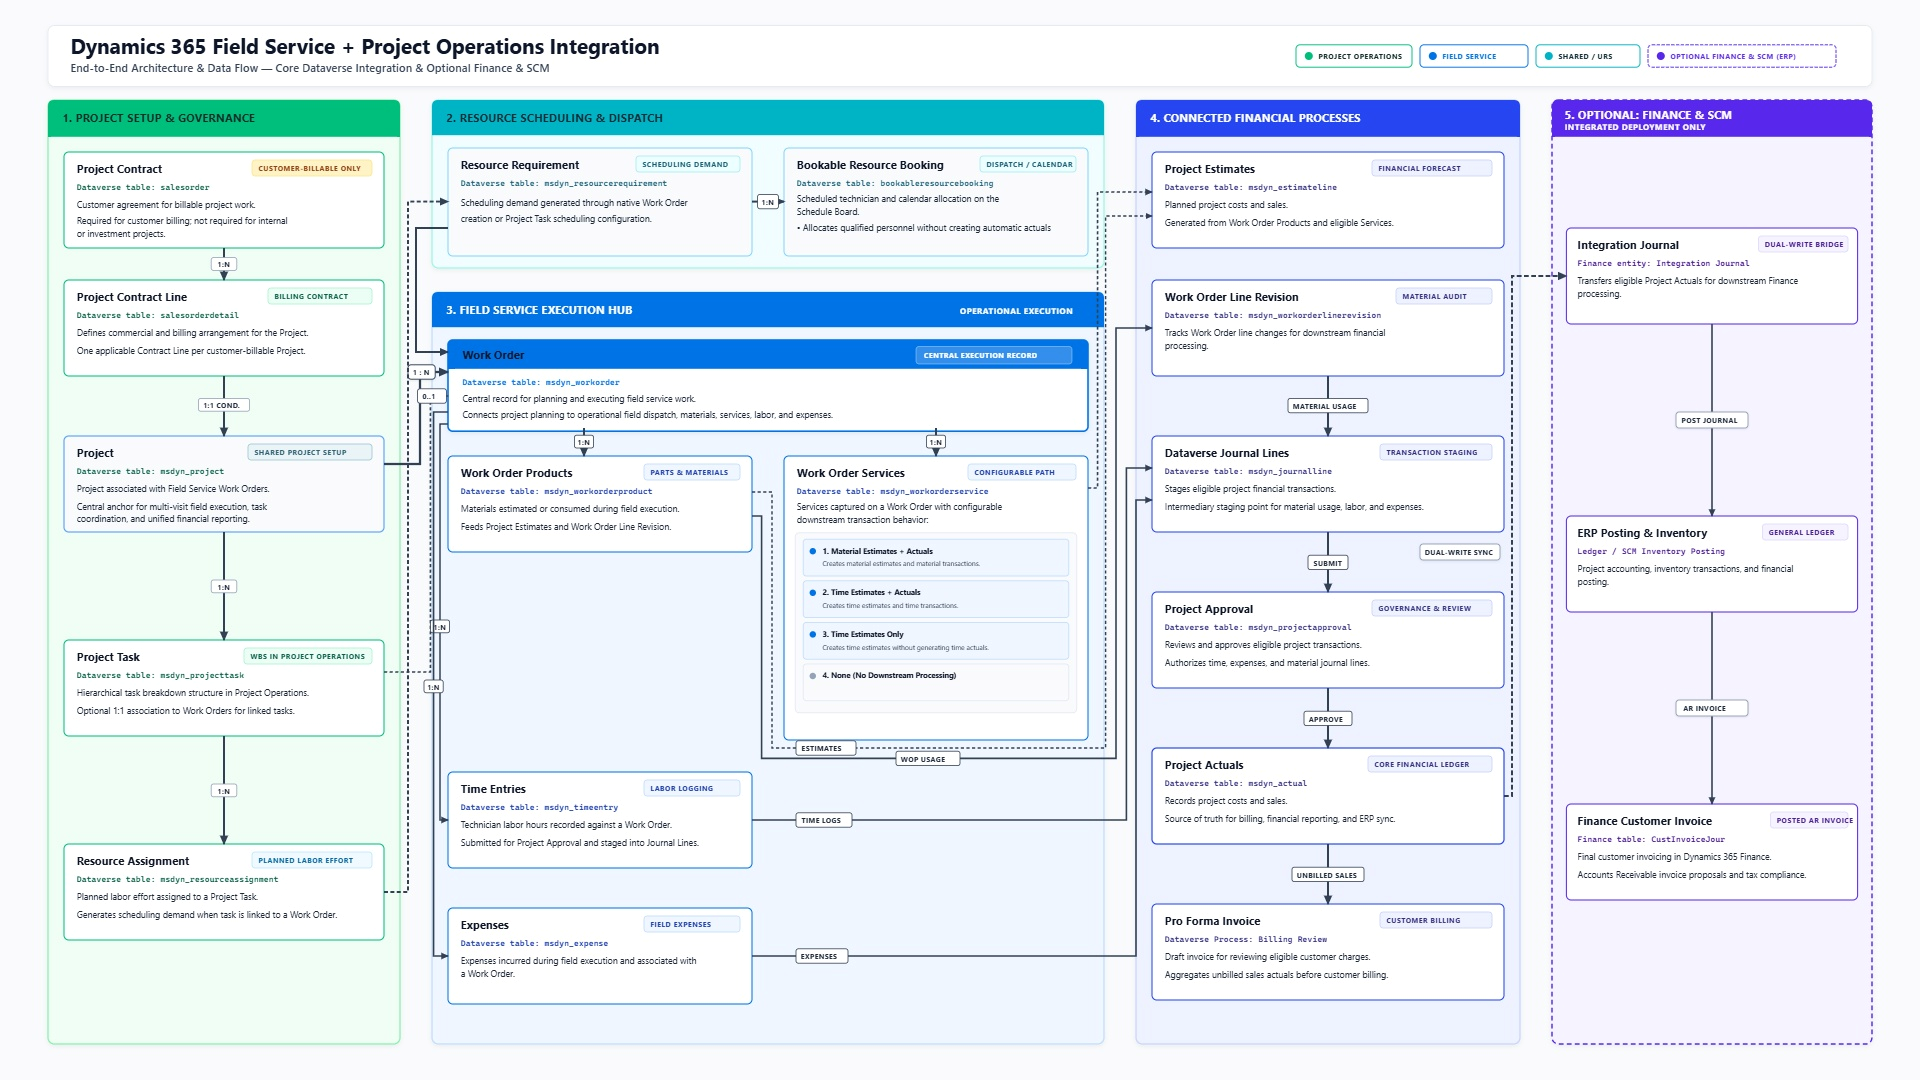 Dynamics 365 Field Service + Project Operations Integration
End-to-End Architecture & Data Flow — Core Dataverse Integration & Optional Finance & SCM
PROJECT OPERATIONS
FIELD SERVICE
SHARED / URS
OPTIONAL FINANCE & SCM (ERP)
1. PROJECT SETUP & GOVERNANCE
Project Contract
CUSTOMER-BILLABLE ONLY
Dataverse table: salesorder
Customer agreement for billable project work.
Required for customer billing; not required for internal
or investment projects.
1:N
Project Contract Line
BILLING CONTRACT
Dataverse table: salesorderdetail
Defines commercial and billing arrangement for the Project.
One applicable Contract Line per customer-billable Project.
1:1 COND.
Project
SHARED PROJECT SETUP
Dataverse table: msdyn_project
Project associated with Field Service Work Orders.
Central anchor for multi-visit field execution, task
coordination, and unified financial reporting.
1:N
Project Task
WBS IN PROJECT OPERATIONS
Dataverse table: msdyn_projecttask
Hierarchical task breakdown structure in Project Operations.
Optional 1:1 association to Work Orders for linked tasks.
1:N
Resource Assignment
PLANNED LABOR EFFORT
Dataverse table: msdyn_resourceassignment
Planned labor effort assigned to a Project Task.
Generates scheduling demand when task is linked to a Work Order.
2. RESOURCE SCHEDULING & DISPATCH
Resource Requirement
SCHEDULING DEMAND
Dataverse table: msdyn_resourcerequirement
Scheduling demand generated through native Work Order
creation or Project Task scheduling configuration.
1:N
Bookable Resource Booking
DISPATCH / CALENDAR
Dataverse table: bookableresourcebooking
Scheduled technician and calendar allocation on the
Schedule Board.
• Allocates qualified personnel without creating automatic actuals
3. FIELD SERVICE EXECUTION HUB
OPERATIONAL EXECUTION
Work Order
CENTRAL EXECUTION RECORD
Dataverse table: msdyn_workorder
Central record for planning and executing field service work.
Connects project planning to operational field dispatch, materials, services, labor, and expenses.
1 : N
0..1
1:N
1:N
Work Order Products
PARTS & MATERIALS
Dataverse table: msdyn_workorderproduct
Materials estimated or consumed during field execution.
Feeds Project Estimates and Work Order Line Revision.
Work Order Services
CONFIGURABLE PATH
Dataverse table: msdyn_workorderservice
Services captured on a Work Order with configurable
downstream transaction behavior:
1. Material Estimates + Actuals
Creates material estimates and material transactions.
2. Time Estimates + Actuals
Creates time estimates and time transactions.
3. Time Estimates Only
Creates time estimates without generating time actuals.
4. None (No Downstream Processing)
1:N
1:N
ESTIMATES
WOP USAGE
Time Entries
LABOR LOGGING
Dataverse table: msdyn_timeentry
Technician labor hours recorded against a Work Order.
Submitted for Project Approval and staged into Journal Lines.
TIME LOGS
Expenses
FIELD EXPENSES
Dataverse table: msdyn_expense
Expenses incurred during field execution and associated with
a Work Order.
EXPENSES
4. CONNECTED FINANCIAL PROCESSES
Project Estimates
FINANCIAL FORECAST
Dataverse table: msdyn_estimateline
Planned project costs and sales.
Generated from Work Order Products and eligible Services.
Work Order Line Revision
MATERIAL AUDIT
Dataverse table: msdyn_workorderlinerevision
Tracks Work Order line changes for downstream financial
processing.
MATERIAL USAGE
Dataverse Journal Lines
TRANSACTION STAGING
Dataverse table: msdyn_journalline
Stages eligible project financial transactions.
Intermediary staging point for material usage, labor, and expenses.
DUAL-WRITE SYNC
SUBMIT
Project Approval
GOVERNANCE & REVIEW
Dataverse table: msdyn_projectapproval
Reviews and approves eligible project transactions.
Authorizes time, expenses, and material journal lines.
APPROVE
Project Actuals
CORE FINANCIAL LEDGER
Dataverse table: msdyn_actual
Records project costs and sales.
Source of truth for billing, financial reporting, and ERP sync.
UNBILLED SALES
Pro Forma Invoice
CUSTOMER BILLING
Dataverse Process: Billing Review
Draft invoice for reviewing eligible customer charges.
Aggregates unbilled sales actuals before customer billing.
5. OPTIONAL: FINANCE & SCM
INTEGRATED DEPLOYMENT ONLY
Integration Journal
DUAL-WRITE BRIDGE
Finance entity: Integration Journal
Transfers eligible Project Actuals for downstream Finance
processing.
POST JOURNAL
ERP Posting & Inventory
GENERAL LEDGER
Ledger / SCM Inventory Posting
Project accounting, inventory transactions, and financial
posting.
AR INVOICE
Finance Customer Invoice
POSTED AR INVOICE
Finance table: CustInvoiceJour
Final customer invoicing in Dynamics 365 Finance.
Accounts Receivable invoice proposals and tax compliance.